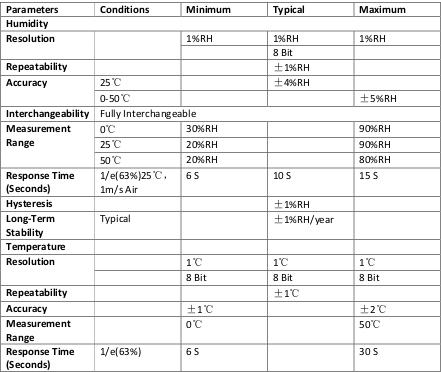 Parameters Conditions Minimum Typical Maximum
Humidity
Resolution 1%RH 1%RH 1%RH
8 Bit
Repeatability ±1%RH
Accuracy 25℃ ±4%RH
0-50℃ ±5%RH
Interchangeability Fully Interchangeable
Measurement 0℃ 30%RH 90%RH
Range 25℃ 20%RH 90%RH
50℃ 20%RH 80%RH
Response Time 1/e(63%)25℃, 6 S 10 S 15 S
(Seconds) 1m/s Air
Hysteresis ±1%RH
Long-Term Typical ±1%RH/year
Stability
Temperature
Resolution 1℃ 1℃ 1℃
8 Bit 8 Bit 8 Bit
Repeatability ±1℃
Accuracy ±1℃ ±2℃
Measurement 0℃ 50℃
Range
Response Time 1/e(63%) 6 S 30 S
(Seconds)